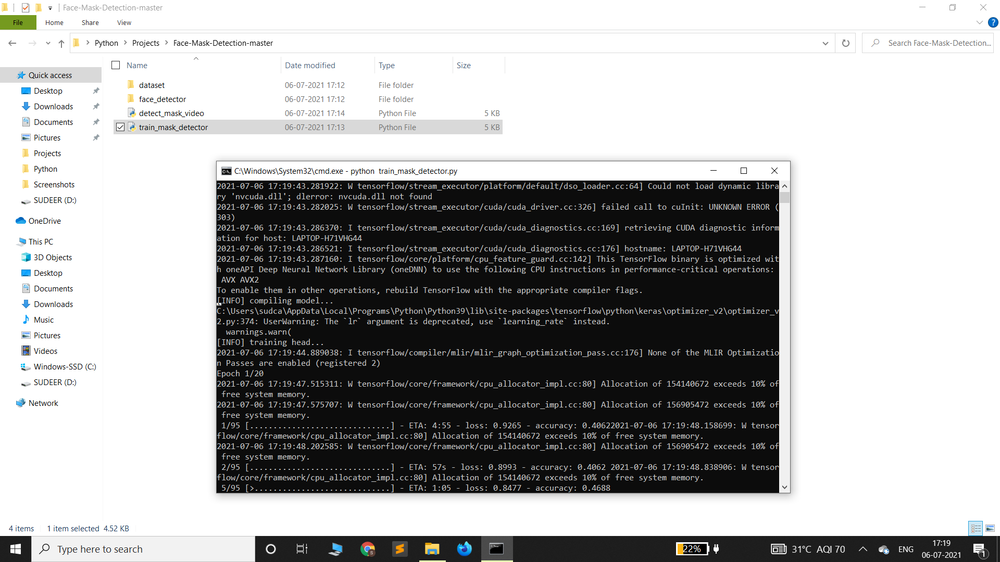 Face-Mask-Detection-master
File Home Share View
Python Projects Face-Mask-Detection-master
Search Face-Mask-Detection...
Name Date modified Type Size
Quick access
Desktop
Downloads
Documents
Pictures
Projects
Python
Screenshots
SUDEER (D:)
OneDrive
This PC
3D Objects
Desktop
Documents
Downloads
Music
Pictures
Videos
Windows-SSD (C:)
SUDEER (D:)
Network
dataset 06-07-2021 17:12 File folder
face_detector 06-07-2021 17:12 File folder
detect_mask_video 06-07-2021 17:14 Python File 5 KB
train_mask_detector 06-07-2021 17:13 Python File 5 KB
C:\Windows\System32\cmd.exe - python train_mask_detector.py
2021-07-06 17:19:43.281922: W tensorflow/stream_executor/platform/default/dso_loader.cc:64] Could not load dynamic libra
ry 'nvcuda.dll'; dlerror: nvcuda.dll not found
2021-07-06 17:19:43.282025: W tensorflow/stream_executor/cuda/cuda_driver.cc:326] failed call to cuInit: UNKNOWN ERROR (
303)
2021-07-06 17:19:43.286370: I tensorflow/stream_executor/cuda/cuda_diagnostics.cc:169] retrieving CUDA diagnostic inform
ation for host: LAPTOP-H71VHG44
2021-07-06 17:19:43.286521: I tensorflow/stream_executor/cuda/cuda_diagnostics.cc:176] hostname: LAPTOP-H71VHG44
2021-07-06 17:19:43.287160: I tensorflow/core/platform/cpu_feature_guard.cc:142] This TensorFlow binary is optimized wit
h oneAPI Deep Neural Network Library (oneDNN) to use the following CPU instructions in performance-critical operations:
AVX AVX2
To enable them in other operations, rebuild TensorFlow with the appropriate compiler flags.
[INFO] compiling model...
C:\Users\sudca\AppData\Local\Programs\Python\Python39\lib\site-packages\tensorflow\python\keras\optimizer_v2\optimizer_v
2.py:374: UserWarning: The `lr` argument is deprecated, use `learning_rate` instead.
warnings.warn(
[INFO] training head...
2021-07-06 17:19:44.889038: I tensorflow/compiler/mlir/mlir_graph_optimization_pass.cc:176] None of the MLIR Optimizatio
n Passes are enabled (registered 2)
Epoch 1/20
2021-07-06 17:19:47.515311: W tensorflow/core/framework/cpu_allocator_impl.cc:80] Allocation of 154140672 exceeds 10% of
free system memory.
2021-07-06 17:19:47.575707: W tensorflow/core/framework/cpu_allocator_impl.cc:80] Allocation of 156905472 exceeds 10% of
free system memory.
1/95 [..............................] - ETA: 4:55 - loss: 0.9265 - accuracy: 0.40622021-07-06 17:19:48.158699: W tensor
flow/core/framework/cpu_allocator_impl.cc:80] Allocation of 154140672 exceeds 10% of free system memory.
2021-07-06 17:19:48.202585: W tensorflow/core/framework/cpu_allocator_impl.cc:80] Allocation of 156905472 exceeds 10% of
free system memory.
2/95 [..............................] - ETA: 57s - loss: 0.8993 - accuracy: 0.4062 2021-07-06 17:19:48.838906: W tensor
flow/core/framework/cpu_allocator_impl.cc:80] Allocation of 154140672 exceeds 10% of free system memory.
5/95 [>.............................] - ETA: 1:05 - loss: 0.8477 - accuracy: 0.4688
4 items 1 item selected 4.52 KB
Type here to search
22%
31°C AQI 70
ENG
17:19
06-07-2021
1